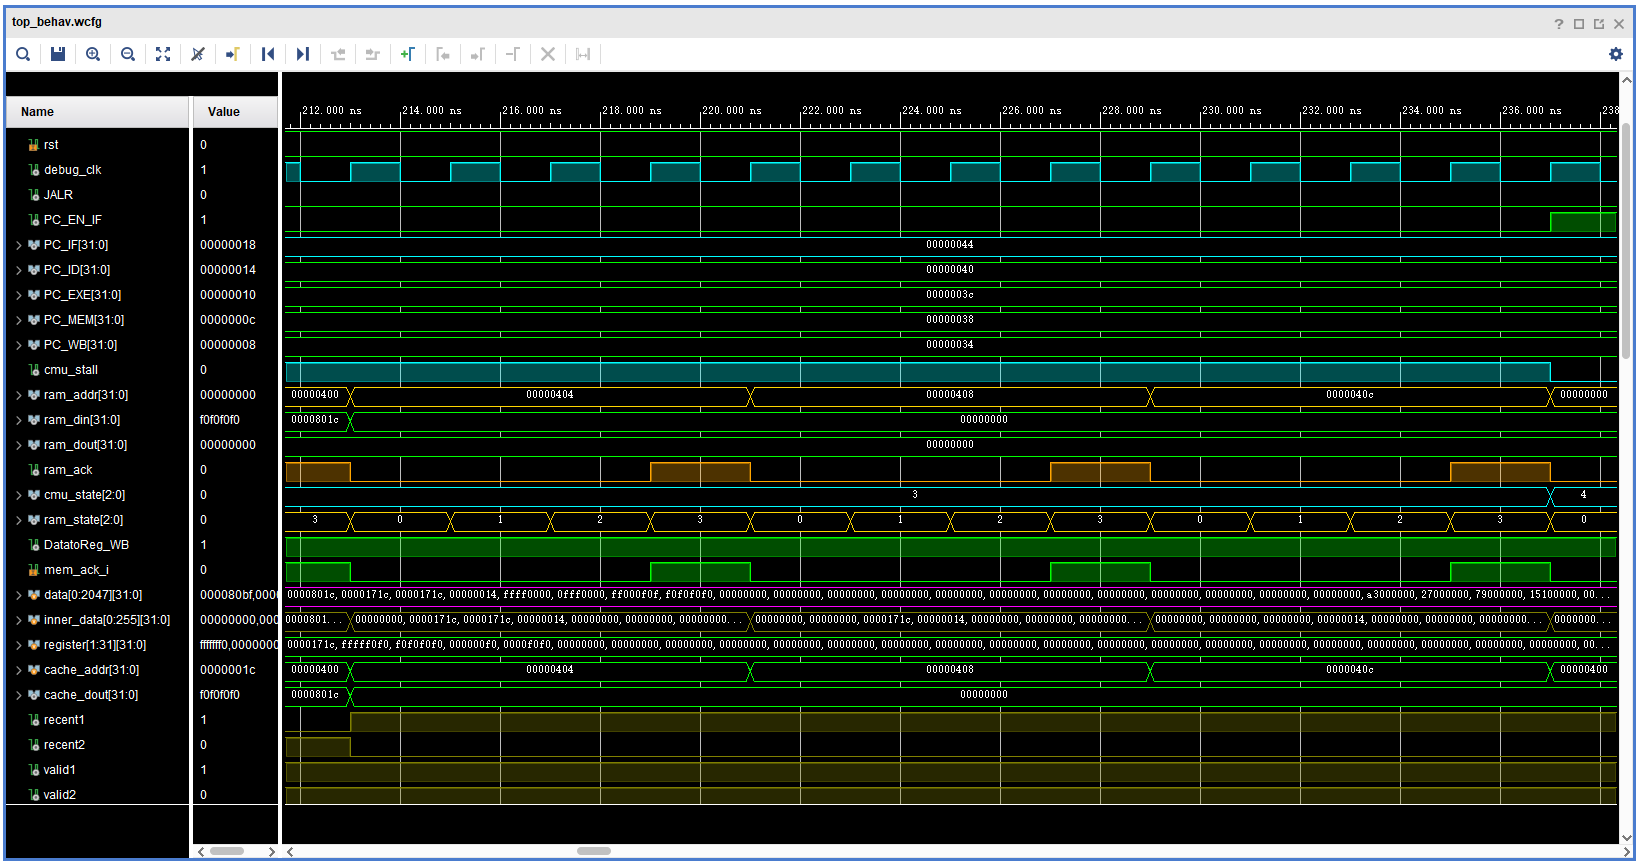 top_behav.wcfg
Name Value
212.000 ns 214.000 ns 216.000 ns 218.000 ns 220.000 ns 222.000 ns 224.000 ns 226.000 ns 228.000 ns 230.000 ns 232.000 ns 234.000 ns 236.000 ns 238
rst 0
debug_clk 1
JALR 0
PC_EN_IF 1
PC_IF[31:0] 00000018 00000044
PC_ID[31:0] 00000014 00000040
PC_EXE[31:0] 00000010 0000003c
PC_MEM[31:0] 0000000c 00000038
PC_WB[31:0] 00000008 00000034
cmu_stall 0
ram_addr[31:0] 00000000 00000400 00000404 00000408 0000040c 00000000
ram_din[31:0] f0f0f0f0 0000801c 00000000
ram_dout[31:0] 00000000 00000000
ram_ack 0
cmu_state[2:0] 0 3 4
ram_state[2:0] 0 3 0 1 2 3 0 1 2 3 0 1 2 3 0
DatatoReg_WB 1
mem_ack_i 0
data[0:2047][31:0] 000080bf,0000 0000801c,0000171c,0000171c,00000014,ffff0000,0fff0000,ff000f0f,f0f0f0f0,00000000,00000000,00000000,00000000,00000000,00000000,00000000,00000000,a3000000,27000000,79000000,15100000,00...
inner_data[0:255][31:0] 00000000,000 0000801... 00000000,0000171c,0000171c,00000014,00000000,00000000,00000000... 00000000,00000000,0000171c,00000014,00000000,00000000,00000000... 00000000,00000000,00000000,00000014,00000000,00000000,00000000... 0000000...
register[1:31][31:0] fffffff0,0000000 0000171c,fffff0f0,f0f0f0f0,000000f0,f0f0f0f0,00000000,00000000,00000000,00000000,00000000,00000000,00000000,00000000,00000000,00000000,00000000,00000000,00000000,00000000,00000000,00...
cache_addr[31:0] 0000001c 00000400 00000404 00000408 0000040c 00000400
cache_dout[31:0] f0f0f0f0 0000801c 00000000
recent1 1
recent2 0
valid1 1
valid2 0